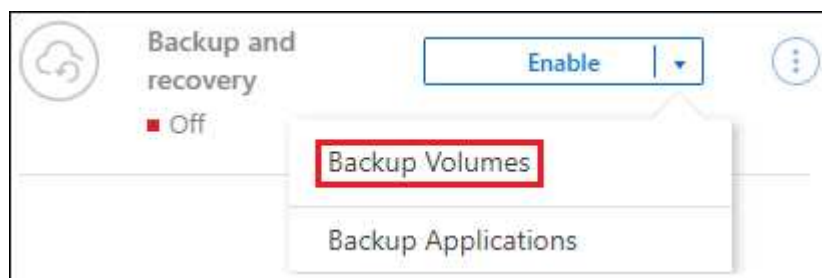 Backup and
recovery
Enable
Off
Backup Volumes
Backup Applications